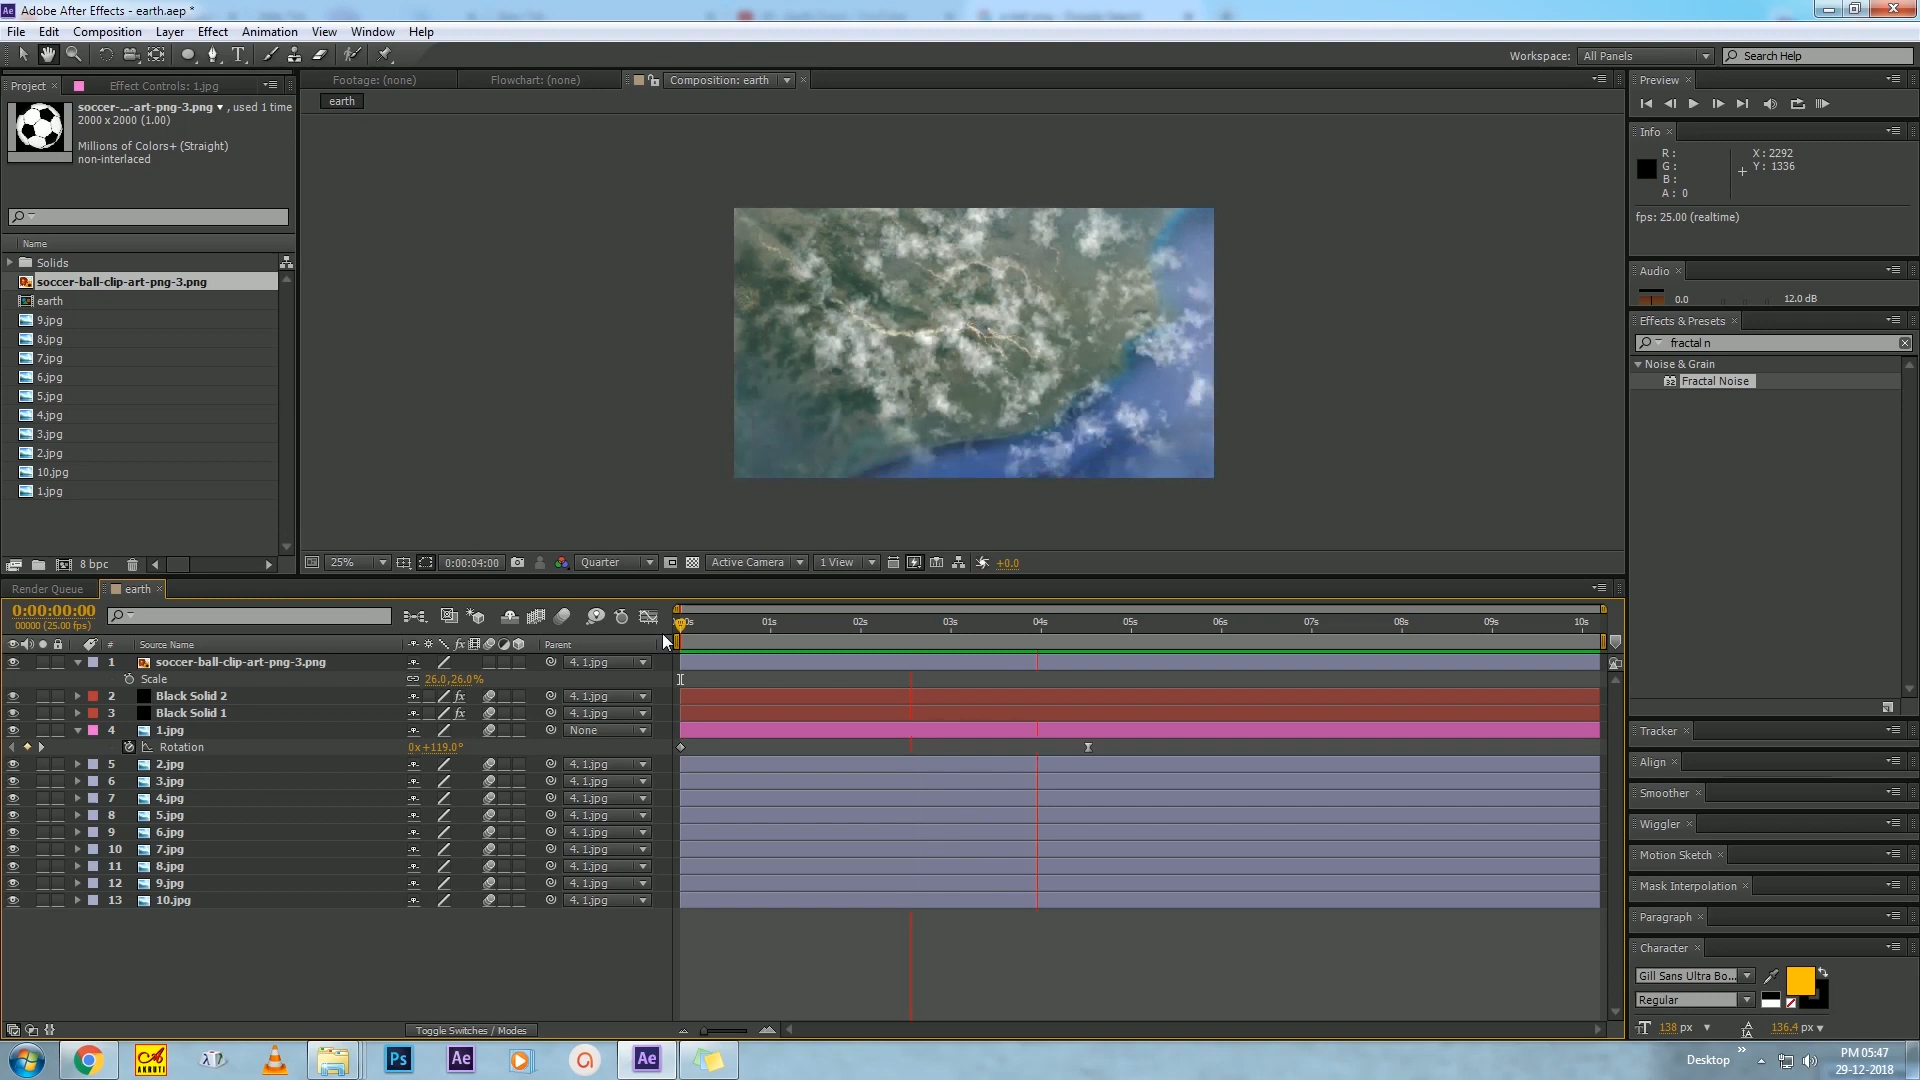 Adobe After Effects - earth.aep *
File Edit Composition Layer Effect Animation View Window Help
Workspace: All Panels Search Help
Project Effect Controls: 1.jpg
soccer-...-art-png-3.png , used 1 time
2000 x 2000 (1.00)
Millions of Colors+ (Straight)
non-interlaced
Name
Solids
soccer-ball-clip-art-png-3.png
earth
9.jpg
8.jpg
7.jpg
6.jpg
5.jpg
4.jpg
3.jpg
2.jpg
10.jpg
1.jpg
8 bpc
Footage: (none) Flowchart: (none) Composition: earth
earth
25% 0:00:04:00 Quarter Active Camera 1 View +0.0
Preview
Info
R:
G:
B:
A: 0
X: 2292
Y: 1336
fps: 25.00 (realtime)
Audio
0.0 12.0 dB
Effects & Presets
fractal n
Noise & Grain
32 Fractal Noise
Tracker
Align
Smoother
Wiggler
Motion Sketch
Mask Interpolation
Paragraph
Character
Gill Sans Ultra Bo...
Regular
138 px 136.4 px
Render Queue earth
0:00:00:00
00000 (25.00 fps)
01s 02s 03s 04s 05s 06s 07s 08s 09s 10s
# Source Name fx Parent
1 soccer-ball-clip-art-png-3.png 4. 1.jpg
Scale 26.0,26.0%
2 Black Solid 2 fx 4. 1.jpg
3 Black Solid 1 fx 4. 1.jpg
4 1.jpg None
Rotation 0x+119.0°
5 2.jpg 4. 1.jpg
6 3.jpg 4. 1.jpg
7 4.jpg 4. 1.jpg
8 5.jpg 4. 1.jpg
9 6.jpg 4. 1.jpg
10 7.jpg 4. 1.jpg
11 8.jpg 4. 1.jpg
12 9.jpg 4. 1.jpg
13 10.jpg 4. 1.jpg
Toggle Switches / Modes
AKRUTI Ps Ae Ae
Desktop
PM 05:47
29-12-2018